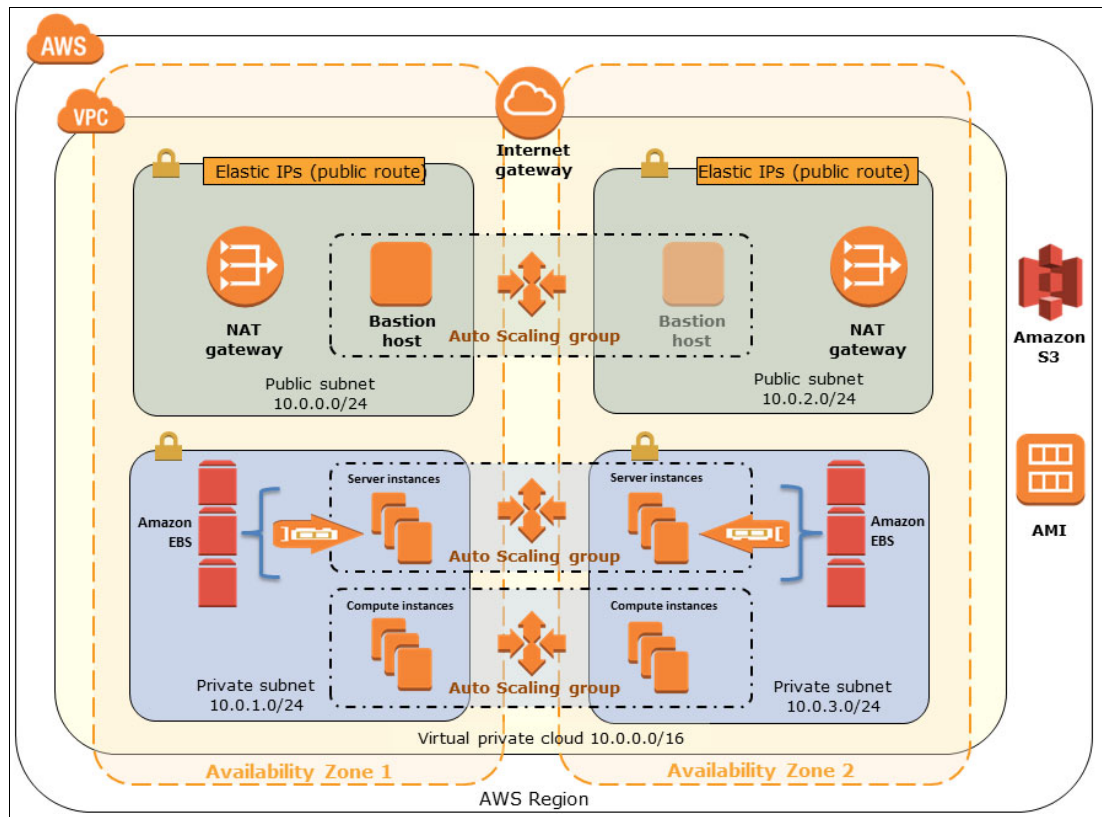 AWS
VPC
Internet
gateway
Elastic IPs (public route)
Elastic IPs (public route)
NAT
gateway
Bastion
host
Auto Scaling group
Bastion
host
NAT
gateway
Public subnet
10.0.0.0/24
Public subnet
10.0.2.0/24
Amazon
S3
AMI
Amazon
EBS
Server instances
Auto Scaling group
Server instances
Amazon
EBS
Compute instances
Auto Scaling group
Compute instances
Private subnet
10.0.1.0/24
Private subnet
10.0.3.0/24
Virtual private cloud 10.0.0.0/16
Availability Zone 1
Availability Zone 2
AWS Region